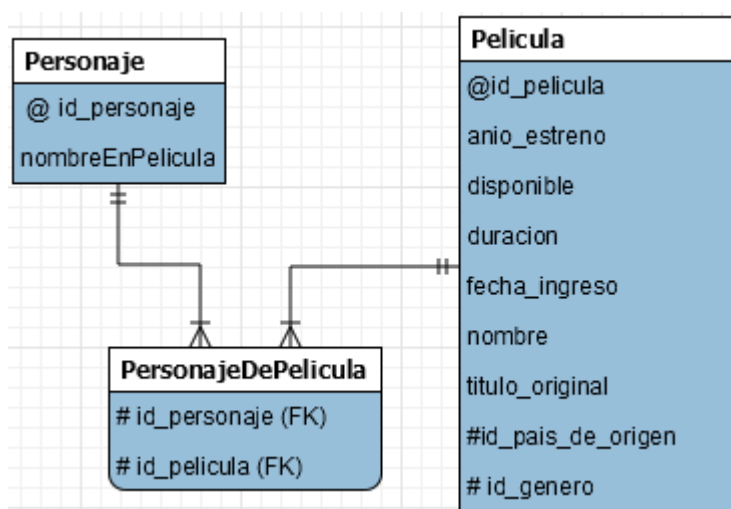 Personaje
@ id_personaje
nombreEnPelicula
Pelicula
@id_pelicula
anio_estreno
disponible
duracion
fecha_ingreso
nombre
titulo_original
#id_pais_de_origen
# id_genero
PersonajeDePelicula
# id_personaje (FK)
# id_pelicula (FK)